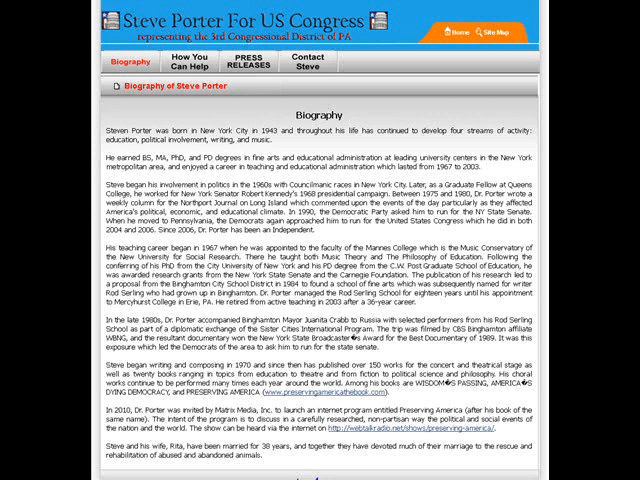 Steve Porter For US Congress
representing the 3rd Congressional District of PA
Home Site Map
Biography
How You Can Help
PRESS RELEASES
Contact Steve
Biography of Steve Porter
Biography
Steven Porter was born in New York City in 1943 and throughout his life has continued to develop four streams of activity:
education, political involvement, writing, and music.
He earned BS, MA, PhD, and PD degrees in fine arts and educational administration at leading university centers in the New York
metropolitan area, and enjoyed a career in teaching and educational administration which lasted from 1967 to 2003.
Steve began his involvement in politics in the 1960s with Councilmanic races in New York City. Later, as a Graduate Fellow at Queens
College, he worked for New York Senator Robert Kennedy's 1968 presidential campaign. Between 1975 and 1980, Dr. Porter wrote a
weekly column for the Northport Journal on Long Island which commented upon the events of the day particularly as they affected
America's political, economic, and educational climate. In 1990, the Democratic Party asked him to run for the NY State Senate.
When he moved to Pennsylvania, the Democrats again approached him to run for the United States Congress which he did in both
2004 and 2006. Since 2006, Dr. Porter has been an Independent.
His teaching career began in 1967 when he was appointed to the faculty of the Mannes College which is the Music Conservatory of
the New University for Social Research. There he taught both Music Theory and The Philosophy of Education. Following the
conferring of his PhD from the City University of New York and his PD degree from the C.W. Post Graduate School of Education, he
was awarded research grants from the New York State Senate and the Carnegie Foundation. The publication of his research led to
a proposal from the Binghamton City School District in 1984 to found a school of fine arts which was subsequently named for writer
Rod Serling who had grown up in Binghamton. Dr. Porter managed the Rod Serling School for eighteen years until his appointment
to Mercyhurst College in Erie, PA. He retired from active teaching in 2003 after a 36-year career.
In the late 1980s, Dr. Porter accompanied Binghamton Mayor Juanita Crabb to Russia with selected performers from his Rod Serling
School as part of a diplomatic exchange of the Sister Cities International Program. The trip was filmed by CBS Binghamton affiliate
WBNG, and the resultant documentary won the New York State Broadcaster�s Award for the Best Documentary of 1989. It was this
exposure which led the Democrats of the area to ask him to run for the state senate.
Steve began writing and composing in 1970 and since then has published over 150 works for the concert and theatrical stage as
well as twenty books ranging in topics from education to theatre and from fiction to political science and philosophy. His choral
works continue to be performed many times each year around the world. Among his books are WISDOM�S PASSING, AMERICA�S
DYING DEMOCRACY, and PRESERVING AMERICA (www.preservingamericathebook.com).
In 2010, Dr. Porter was invited by Matrix Media, Inc. to launch an internet program entitled Preserving America (after his book of the
same name). The intent of the program is to discuss in a carefully researched, non-partisan way the political and social events of
the nation and the world. The show can be heard via the internet on http://webtalkradio.net/shows/preserving-america/.
Steve and his wife, Rita, have been married for 38 years, and together they have devoted much of their marriage to the rescue and
rehabilitation of abused and abandoned animals.